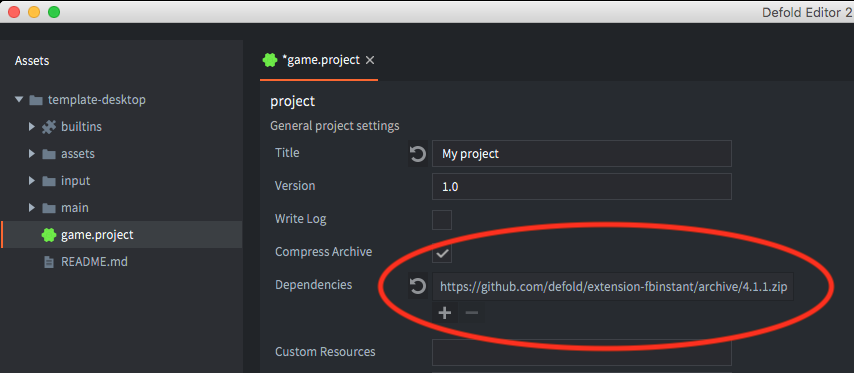 Defold Editor 2
Assets
*game.project
template-desktop
builtins
assets
input
main
game.project
README.md
project
General project settings
Title
My project
Version
1.0
Write Log
Compress Archive
Dependencies
https://github.com/defold/extension-fbinstant/archive/4.1.1.zip
Custom Resources